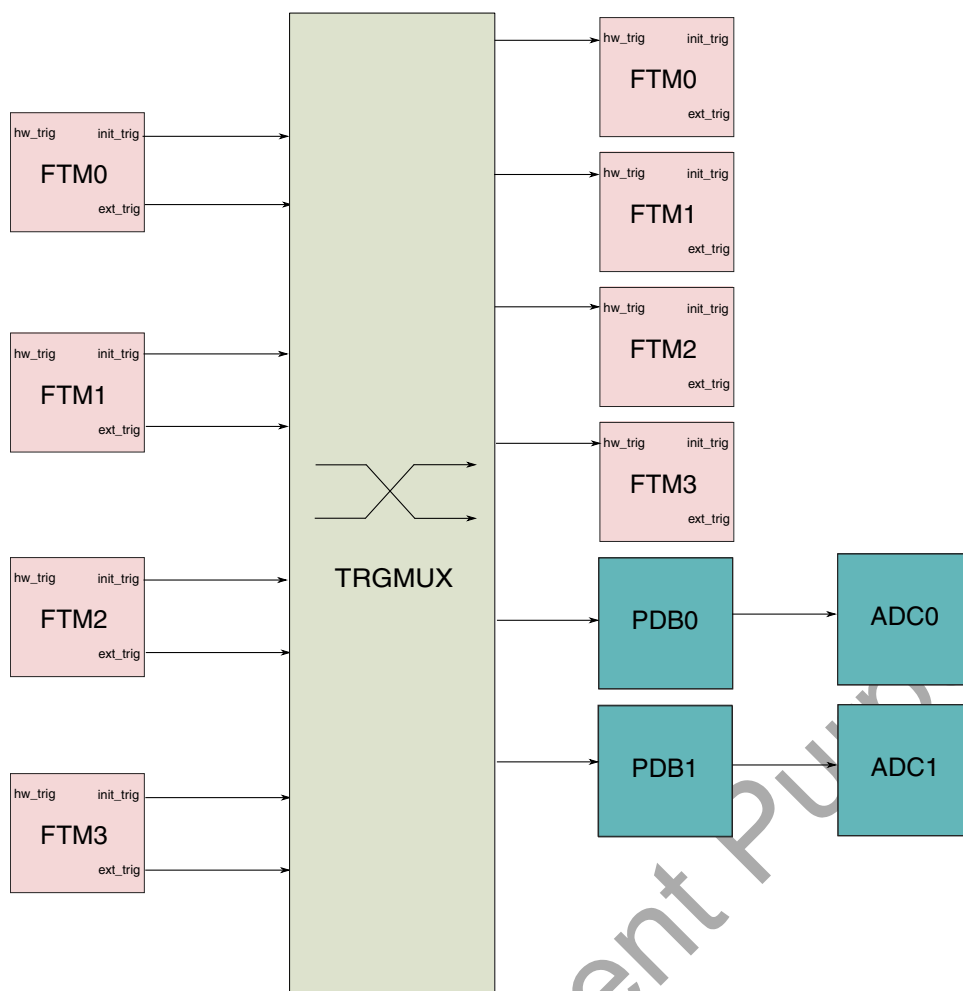 hw_trig init_trig
FTM0
ext_trig
hw_trig init_trig
FTM1
ext_trig
hw_trig init_trig
FTM2
ext_trig
hw_trig init_trig
FTM3
ext_trig
TRGMUX
hw_trig init_trig
FTM0
ext_trig
hw_trig init_trig
FTM1
ext_trig
hw_trig init_trig
FTM2
ext_trig
hw_trig init_trig
FTM3
ext_trig
PDB0
ADC0
PDB1
ADC1